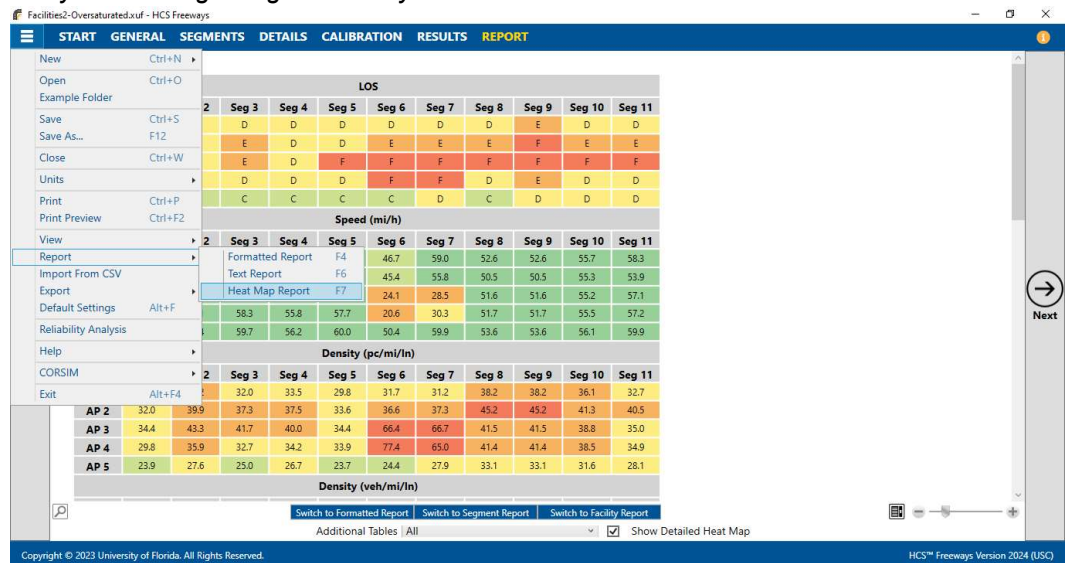 Facilities2-Oversaturated.xuf - HCS Freeways
START GENERAL SEGMENTS DETAILS CALIBRATION RESULTS REPORT
New Ctrl+N
Open Ctrl+O
Example Folder
Save Ctrl+S
Save As... F12
Close Ctrl+W
Units
Print Ctrl+P
Print Preview Ctrl+F2
View
Report
Import From CSV
Export
Default Settings Alt+F
Reliability Analysis
Help
CORSIM
Exit Alt+F4
Formatted Report F4
Text Report F6
Heat Map Report F7
LOS
2 Seg 3 Seg 4 Seg 5 Seg 6 Seg 7 Seg 8 Seg 9 Seg 10 Seg 11
D D D D D D E D D
E D D E E E F E E
E D F F F F F F F
D D D F F D E D D
C C C C D C D D D
Speed (mi/h)
2 Seg 3 Seg 4 Seg 5 Seg 6 Seg 7 Seg 8 Seg 9 Seg 10 Seg 11
46.7 59.0 52.6 52.6 55.7 58.3
45.4 55.8 50.5 50.5 55.3 53.9
24.1 28.5 51.6 51.6 55.2 57.1
58.3 55.8 57.7 20.6 30.3 51.7 51.7 55.5 57.2
59.7 56.2 60.0 50.4 59.9 53.6 53.6 56.1 59.9
Density (pc/mi/ln)
2 Seg 3 Seg 4 Seg 5 Seg 6 Seg 7 Seg 8 Seg 9 Seg 10 Seg 11
32.0 33.5 29.8 31.7 31.2 38.2 38.2 36.1 32.7
AP 2 32.0 39.9 37.3 37.5 33.6 36.6 37.3 45.2 45.2 41.3 40.5
AP 3 34.4 43.3 41.7 40.0 34.4 66.4 66.7 41.5 41.5 38.8 35.0
AP 4 29.8 35.9 32.7 34.2 33.9 77.4 65.0 41.4 41.4 38.5 34.9
AP 5 23.9 27.6 25.0 26.7 23.7 24.4 27.9 33.1 33.1 31.6 28.1
Density (veh/mi/ln)
Next
Switch to Formatted Report Switch to Segment Report Switch to Facility Report
Additional Tables All Show Detailed Heat Map
Copyright © 2023 University of Florida. All Rights Reserved. HCS™ Freeways Version 2024 (USC)